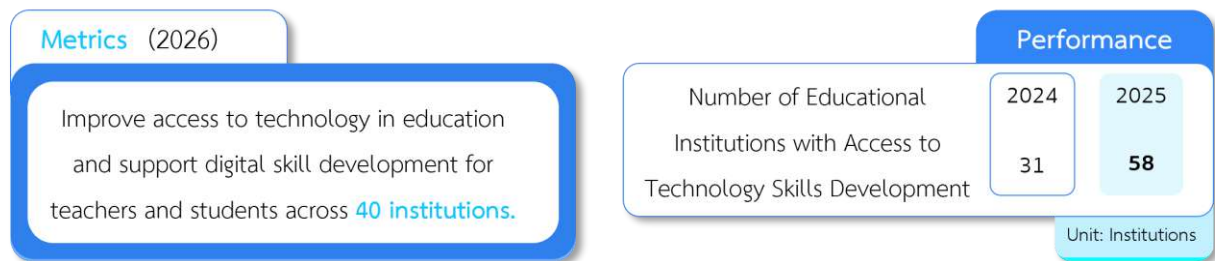 Metrics (2026)
Improve access to technology in education
and support digital skill development for
teachers and students across 40 institutions.
Performance
Number of Educational
Institutions with Access to
Technology Skills Development
2024
31
2025
58
Unit: Institutions